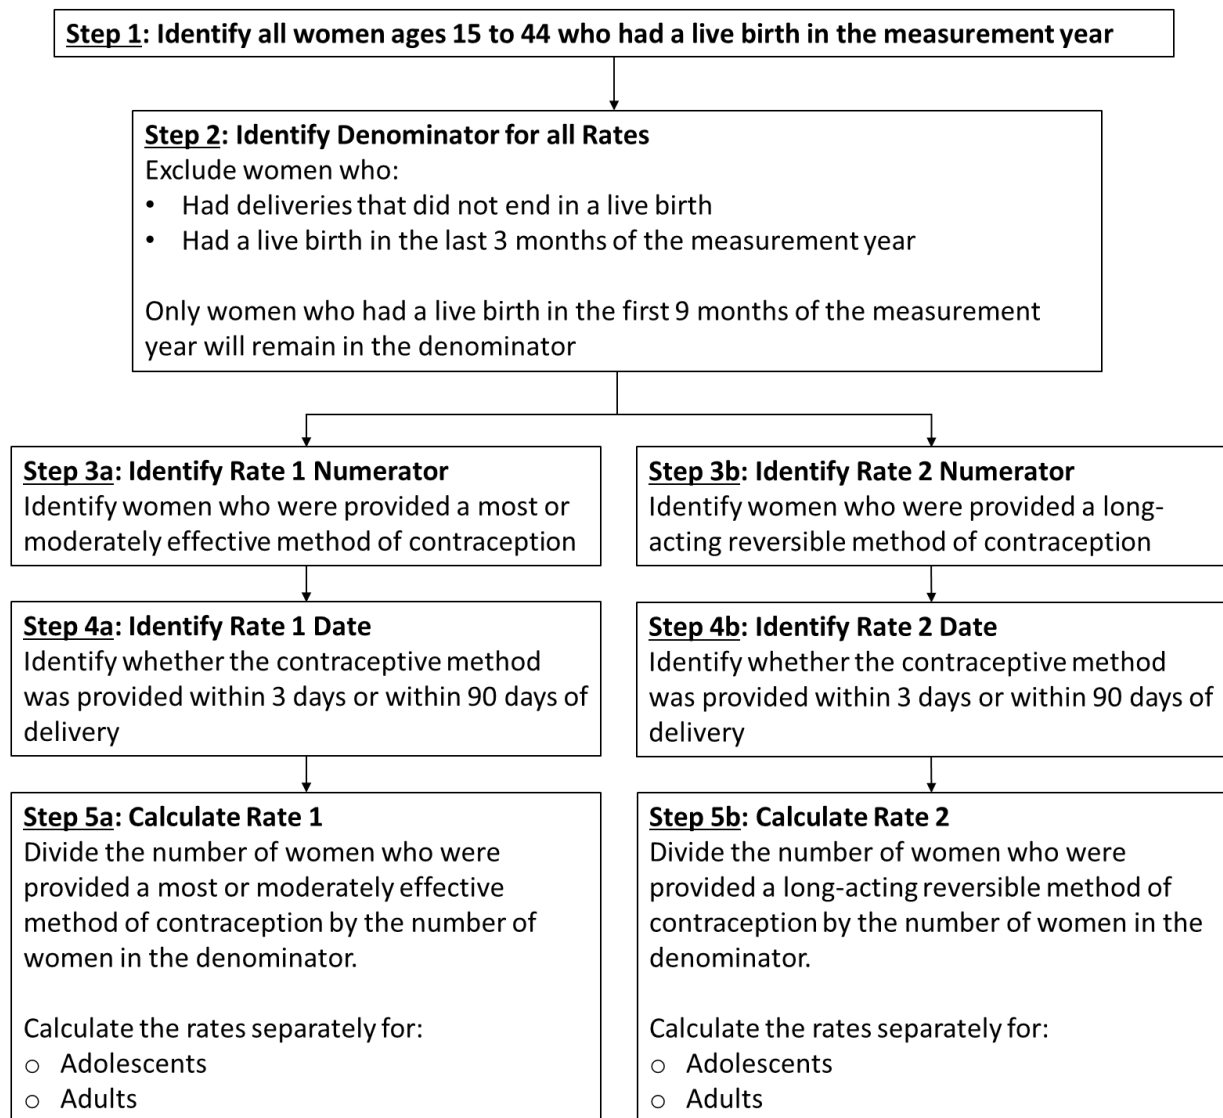 Step 1: Identify all women ages 15 to 44 who had a live birth in the measurement year
Step 2: Identify Denominator for all Rates
Exclude women who:
• Had deliveries that did not end in a live birth
• Had a live birth in the last 3 months of the measurement year
Only women who had a live birth in the first 9 months of the measurement
year will remain in the denominator
Step 3a: Identify Rate 1 Numerator
Identify women who were provided a most or
moderately effective method of contraception
Step 3b: Identify Rate 2 Numerator
Identify women who were provided a long-
acting reversible method of contraception
Step 4a: Identify Rate 1 Date
Identify whether the contraceptive method
was provided within 3 days or within 90 days of
delivery
Step 4b: Identify Rate 2 Date
Identify whether the contraceptive method
was provided within 3 days or within 90 days of
delivery
Step 5a: Calculate Rate 1
Divide the number of women who were
provided a most or moderately effective
method of contraception by the number of
women in the denominator.
Calculate the rates separately for:
o Adolescents
o Adults
Step 5b: Calculate Rate 2
Divide the number of women who were
provided a long-acting reversible method of
contraception by the number of women in the
denominator.
Calculate the rates separately for:
o Adolescents
o Adults